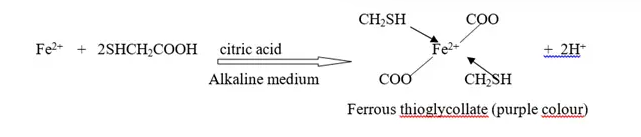 CH₂SH COO
Fe²⁺ + 2SHCH₂COOH citric acid Fe²⁺ + 2H⁺
Alkaline medium COO CH₂SH
Ferrous thioglycollate (purple colour)